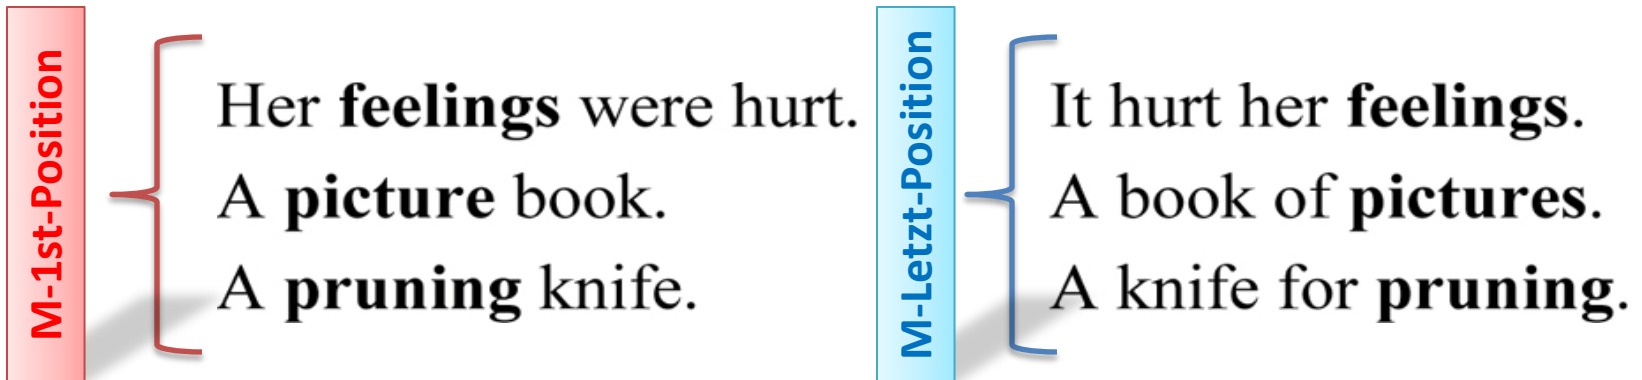 M-1st-Position
Her feelings were hurt.
A picture book.
A pruning knife.
M-Letzt-Position
It hurt her feelings.
A book of pictures.
A knife for pruning.